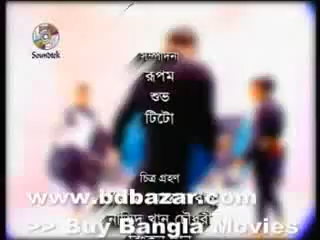 Soundtek
সম্পাদনা
রূপম
শুভ
টিটো
চিত্র গ্রহণ
www.bdbazar.com
খান চৌধুরী
>> Buy Bangla Movies